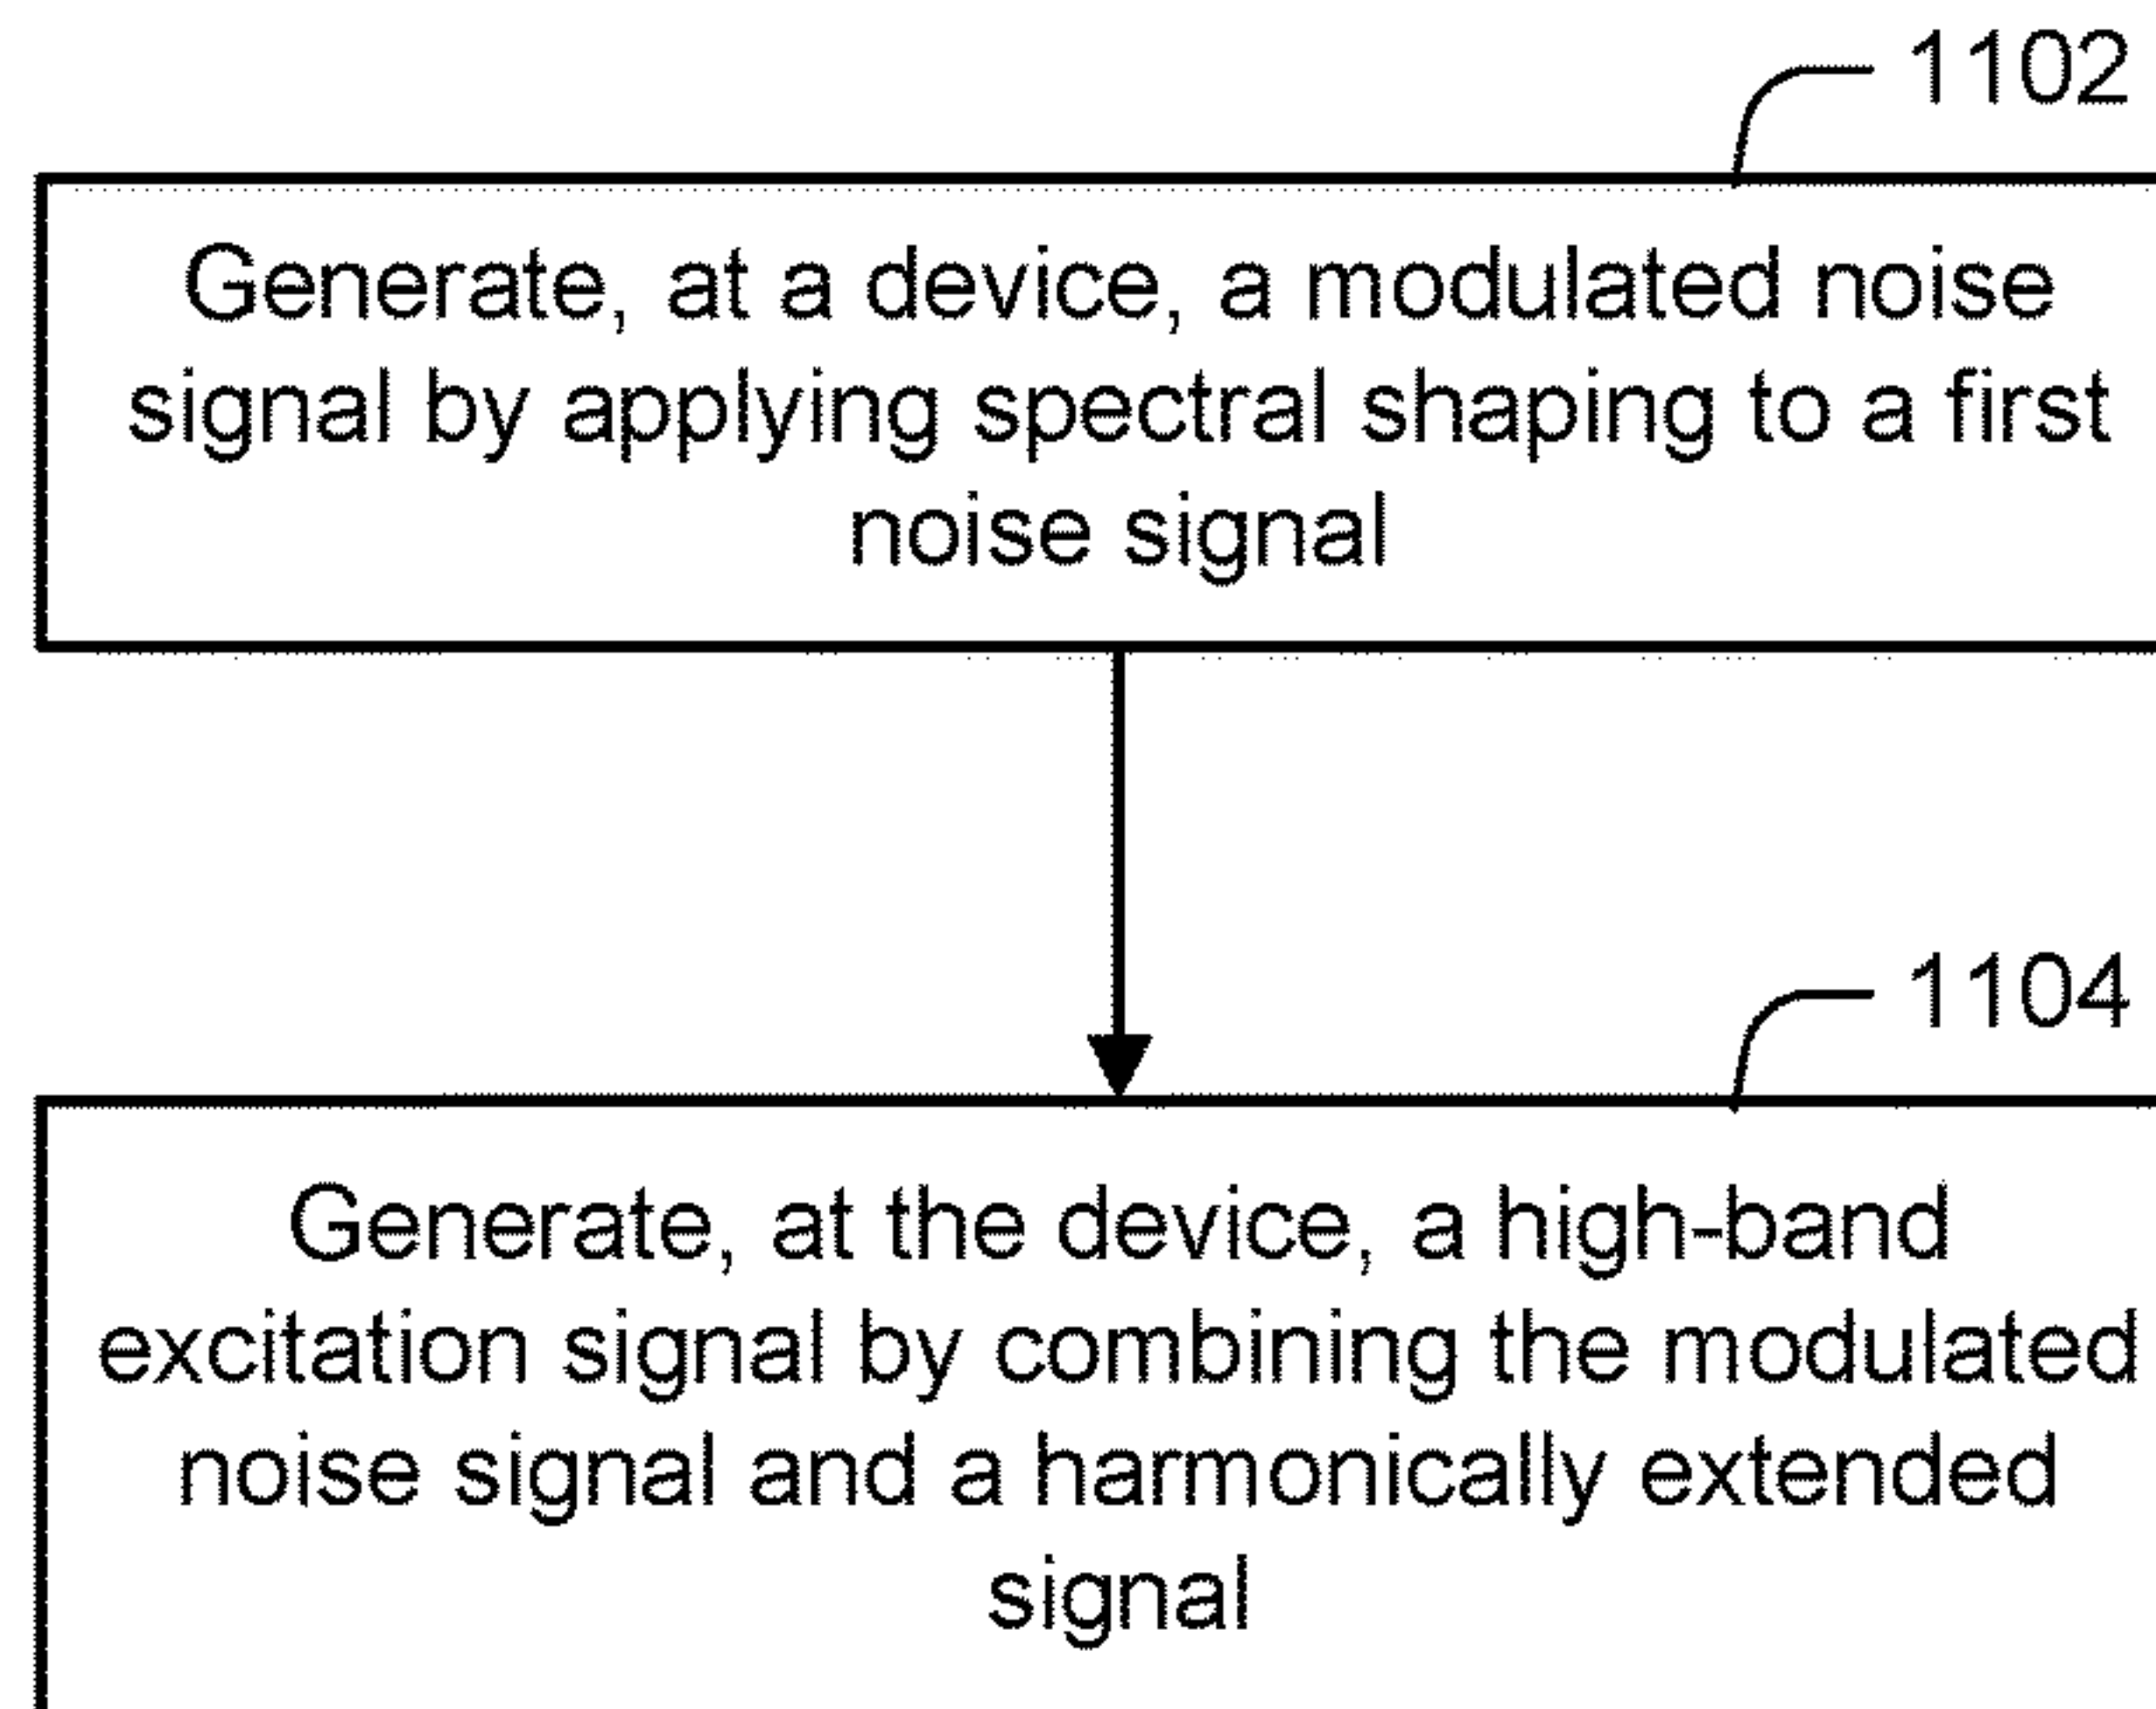 1102
Generate, at a device, a modulated noise
signal by applying spectral shaping to a first
noise signal
1104
Generate, at the device, a high-band
excitation signal by combining the modulated
noise signal and a harmonically extended
signal